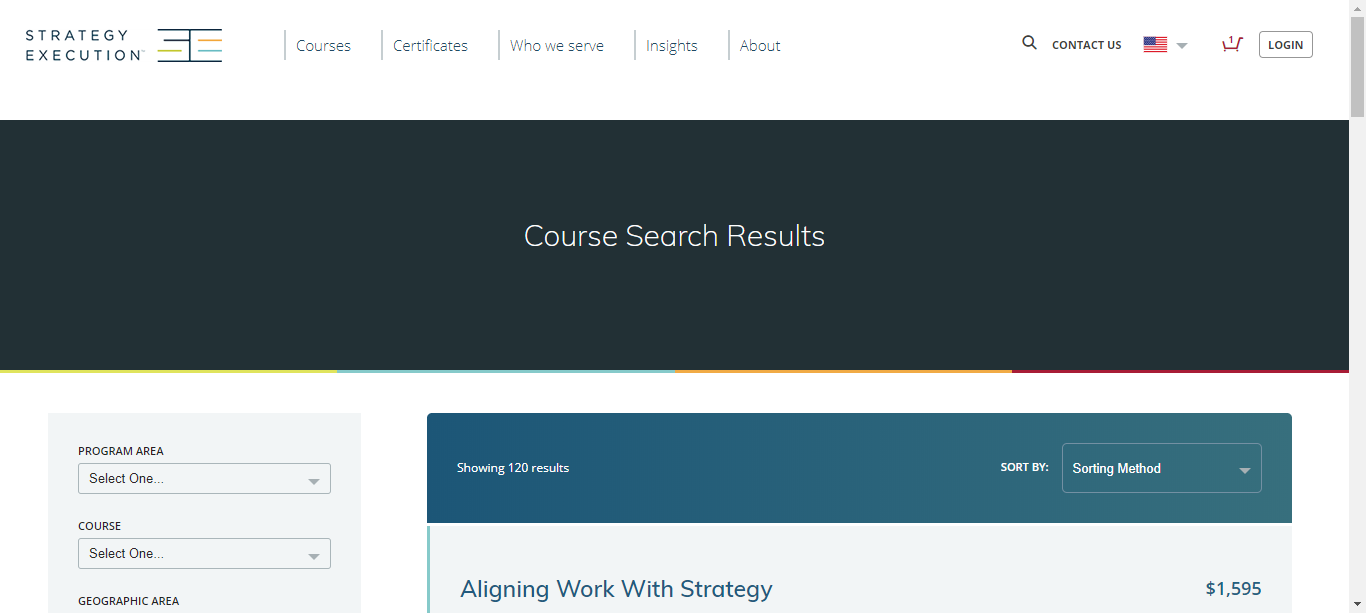 STRATEGY
EXECUTION™
Courses
Certificates
Who we serve
Insights
About
CONTACT US
1
LOGIN
Course Search Results
PROGRAM AREA
Select One...
COURSE
Select One...
GEOGRAPHIC AREA
Showing 120 results
SORT BY:
Sorting Method
Aligning Work With Strategy
$1,595